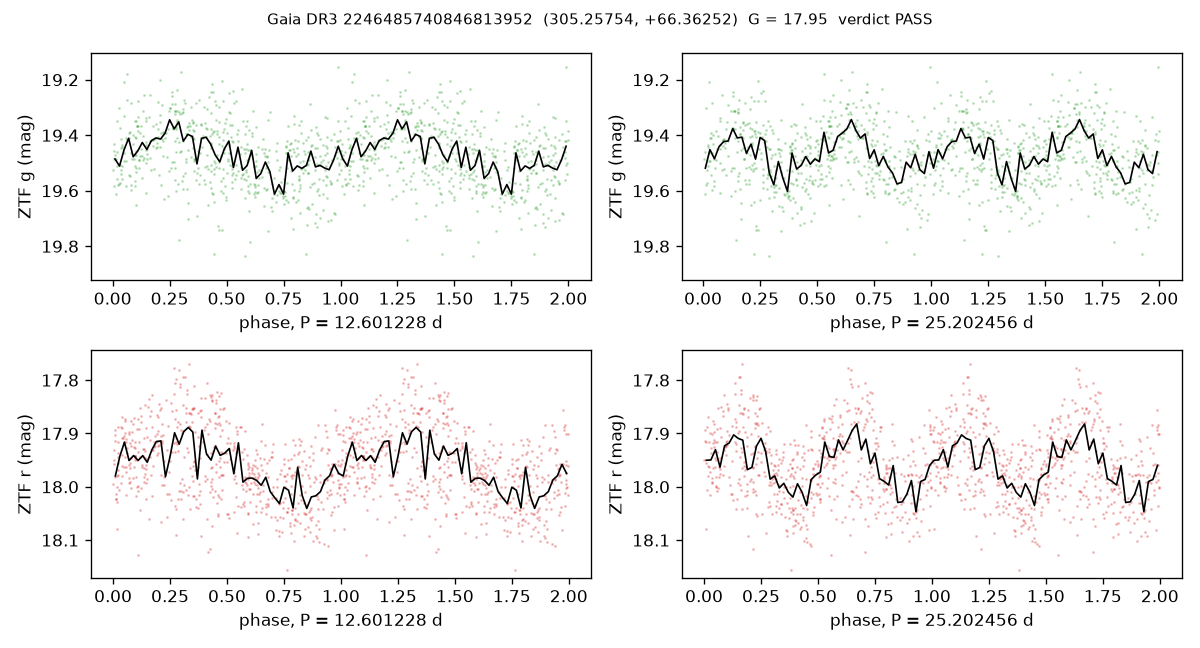 Gaia DR3 2246485740846813952 (305.25754, +66.36252) G = 17.95 verdict PASS
ZTF g (mag)
19.2
19.4
19.6
19.8
0.00 0.25 0.50 0.75 1.00 1.25 1.50 1.75 2.00
phase, P = 12.601228 d
ZTF g (mag)
19.2
19.4
19.6
19.8
0.00 0.25 0.50 0.75 1.00 1.25 1.50 1.75 2.00
phase, P = 25.202456 d
ZTF r (mag)
17.8
17.9
18.0
18.1
0.00 0.25 0.50 0.75 1.00 1.25 1.50 1.75 2.00
phase, P = 12.601228 d
ZTF r (mag)
17.8
17.9
18.0
18.1
0.00 0.25 0.50 0.75 1.00 1.25 1.50 1.75 2.00
phase, P = 25.202456 d